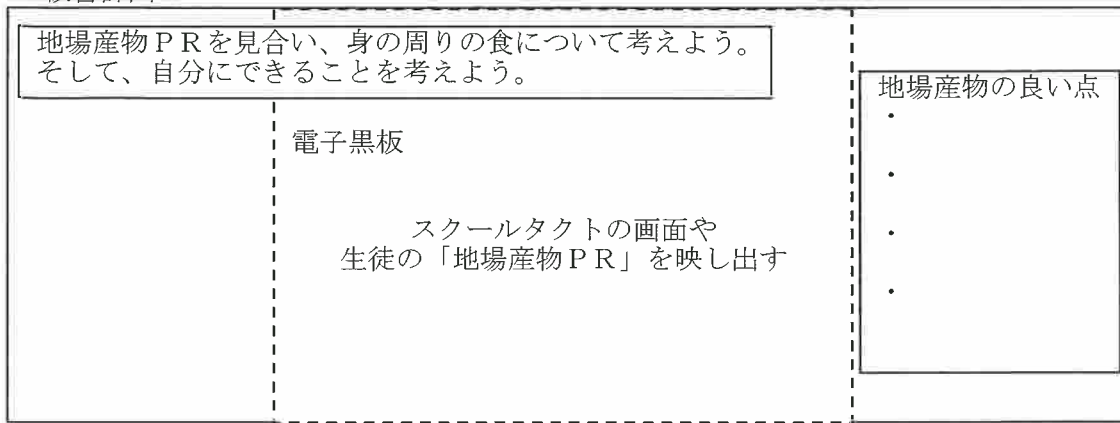 地場産物ＰＲを見合い、身の周りの食について考えよう。
そして、自分にできることを考えよう。
電子黒板
スクールタクトの画面や
生徒の「地場産物ＰＲ」を映し出す
地場産物の良い点
・
・
・
・